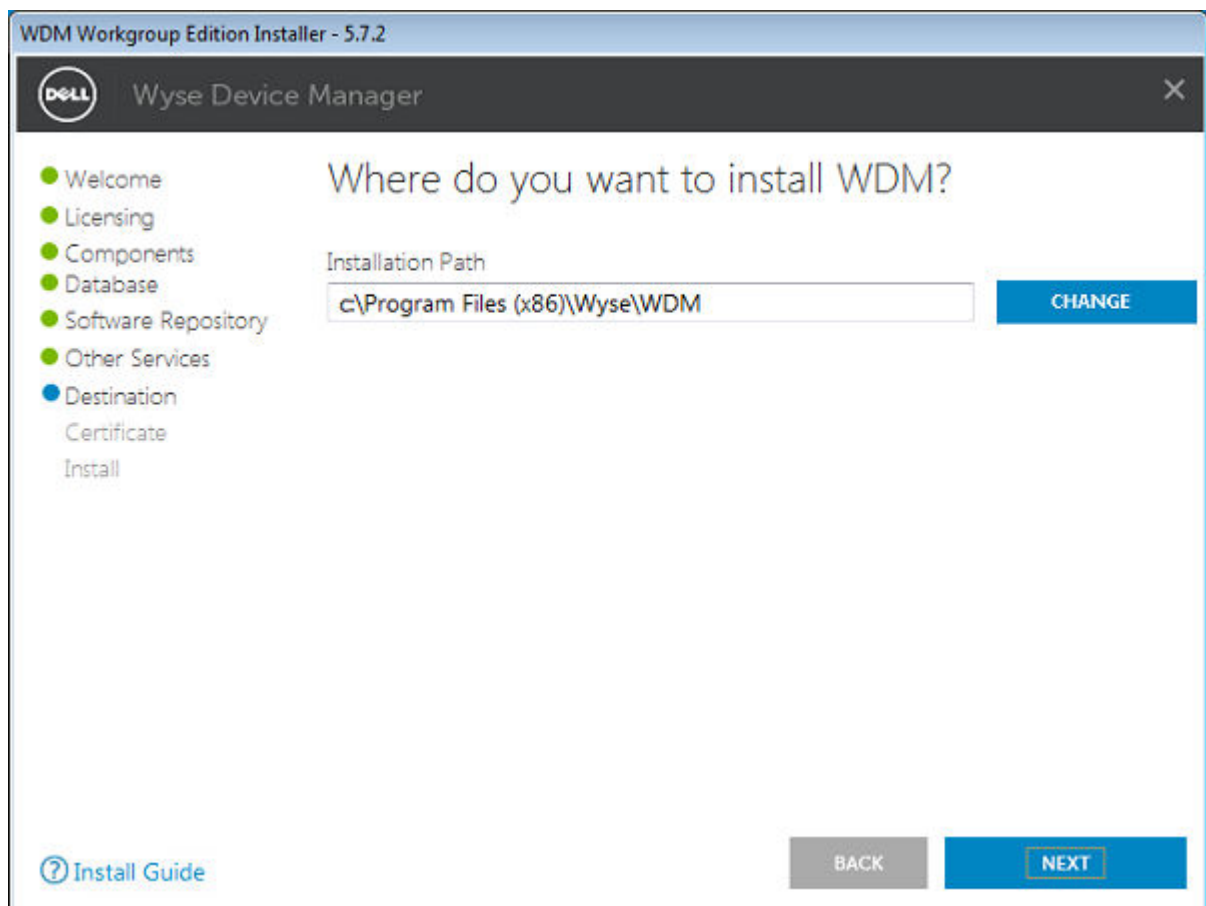 WDM Workgroup Edition Installer - 5.7.2
DELL
Wyse Device Manager
Welcome
Licensing
Components
Database
Software Repository
Other Services
Destination
Certificate
Install
Where do you want to install WDM?
Installation Path
c\Program Files (x86)\Wyse\WDM
CHANGE
? Install Guide
BACK
NEXT